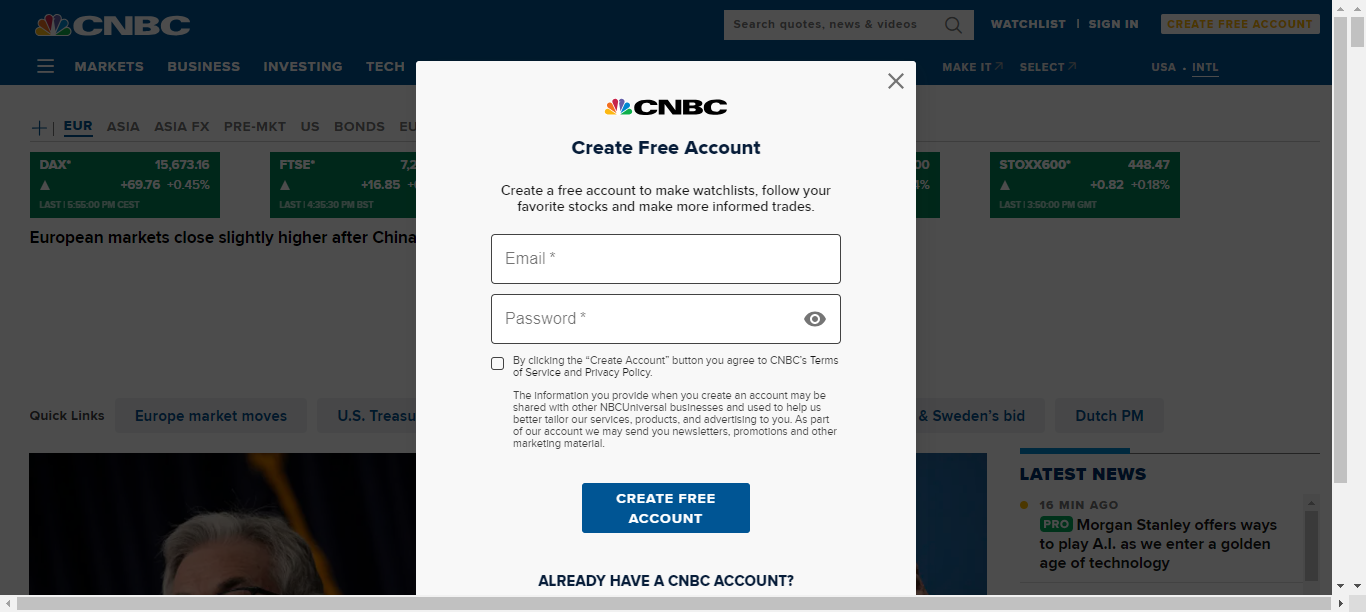 CNBC
Search quotes, news & videos
WATCHLIST | SIGN IN
CREATE FREE ACCOUNT
MARKETS BUSINESS INVESTING TECH
MAKE IT SELECT
USA • INTL
EUR ASIA ASIA FX PRE-MKT US BONDS EU
DAX* 15,673.16
+69.76 +0.45%
LAST | 5:55:00 PM CEST
FTSE* 7,2
+16.85
LAST | 4:35:30 PM BST
00
%
STOXX600* 448.47
+0.82 +0.18%
LAST | 3:50:00 PM GMT
European markets close slightly higher after China
Quick Links
Europe market moves
U.S. Treasu
& Sweden's bid
Dutch PM
LATEST NEWS
16 MIN AGO
PRO Morgan Stanley offers ways
to play A.I. as we enter a golden
age of technology
CNBC
Create Free Account
Create a free account to make watchlists, follow your
favorite stocks and make more informed trades.
Email *
Password *
By clicking the “Create Account” button you agree to CNBC’s Terms
of Service and Privacy Policy.
The information you provide when you create an account may be
shared with other NBCUniversal businesses and used to help us
better tailor our services, products, and advertising to you. As part
of our account we may send you newsletters, promotions and other
marketing material.
CREATE FREE
ACCOUNT
ALREADY HAVE A CNBC ACCOUNT?